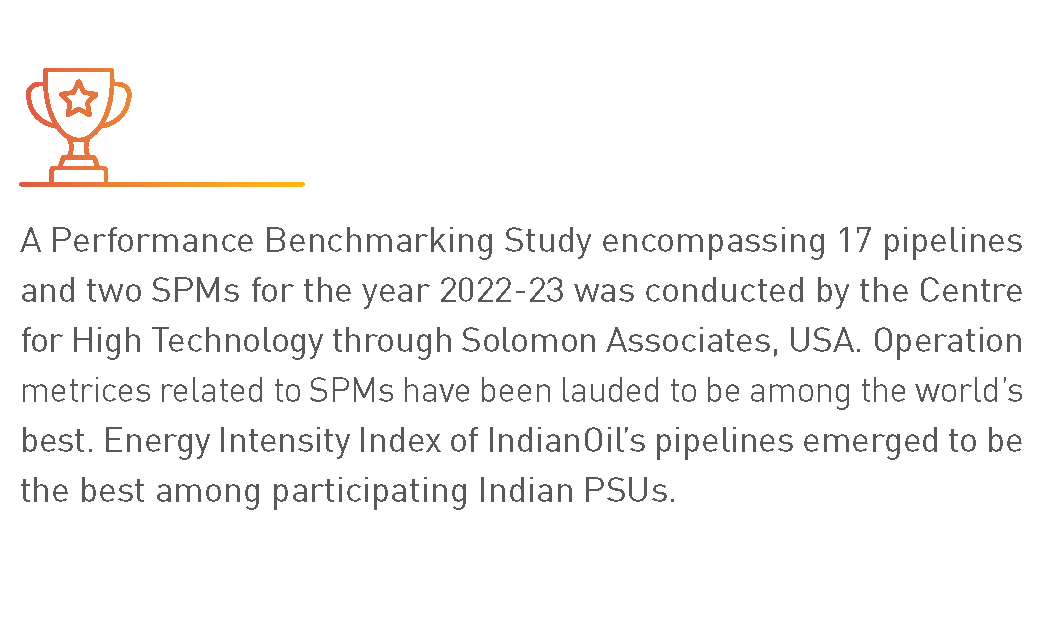 A Performance Benchmarking Study encompassing 17 pipelines
and two SPMs for the year 2022-23 was conducted by the Centre
for High Technology through Solomon Associates, USA. Operation
metrices related to SPMs have been lauded to be among the world's
best. Energy Intensity Index of IndianOil's pipelines emerged to be
the best among participating Indian PSUs.